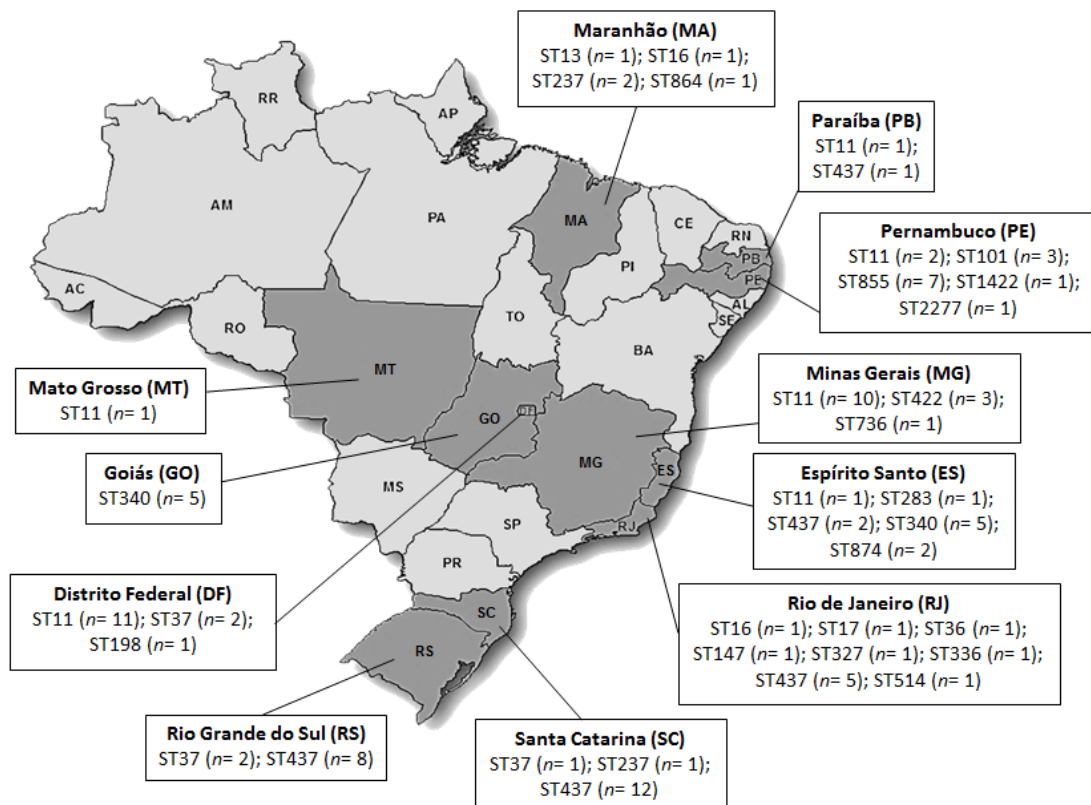 Maranhão (MA)
ST13 (n= 1); ST16 (n= 1);
ST237 (n= 2); ST864 (n= 1)
Paraíba (PB)
ST11 (n= 1);
ST437 (n= 1)
Pernambuco (PE)
ST11 (n= 2); ST101 (n= 3);
ST855 (n= 7); ST1422 (n= 1);
ST2277 (n= 1)
Minas Gerais (MG)
ST11 (n= 10); ST422 (n= 3);
ST736 (n= 1)
Espírito Santo (ES)
ST11 (n= 1); ST283 (n= 1);
ST437 (n= 2); ST340 (n= 5);
ST874 (n= 2)
Rio de Janeiro (RJ)
ST16 (n= 1); ST17 (n= 1); ST36 (n= 1);
ST147 (n= 1); ST327 (n= 1); ST336 (n= 1);
ST437 (n= 5); ST514 (n= 1)
Mato Grosso (MT)
ST11 (n= 1)
Goiás (GO)
ST340 (n= 5)
Distrito Federal (DF)
ST11 (n= 11); ST37 (n= 2);
ST198 (n= 1)
Rio Grande do Sul (RS)
ST37 (n= 2); ST437 (n= 8)
Santa Catarina (SC)
ST37 (n= 1); ST237 (n= 1);
ST437 (n= 12)
RR
AP
AM
PA
MA
CE
RN
PB
PE
PI
AL
SE
AC
RO
TO
BA
MT
GO
DF
MG
ES
MS
SP
RJ
PR
SC
RS